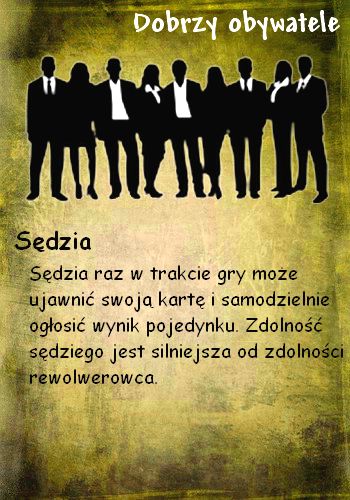 Dobrzy obywatele
Sędzia
Sędzia raz w trakcie gry może
ujawnić swoją kartę i samodzielnie
ogłosić wynik pojedynku. Zdolność
sędziego jest silniejsza od zdolności
rewolwerowca.